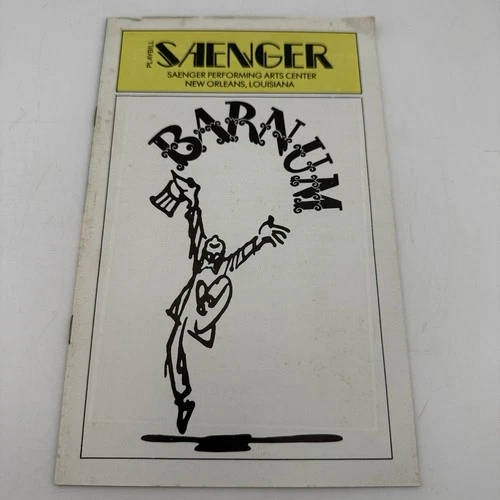 PLAYBILL
SAENGER
SAENGER PERFORMING ARTS CENTER
NEW ORLEANS, LOUISIANA
BARNUM